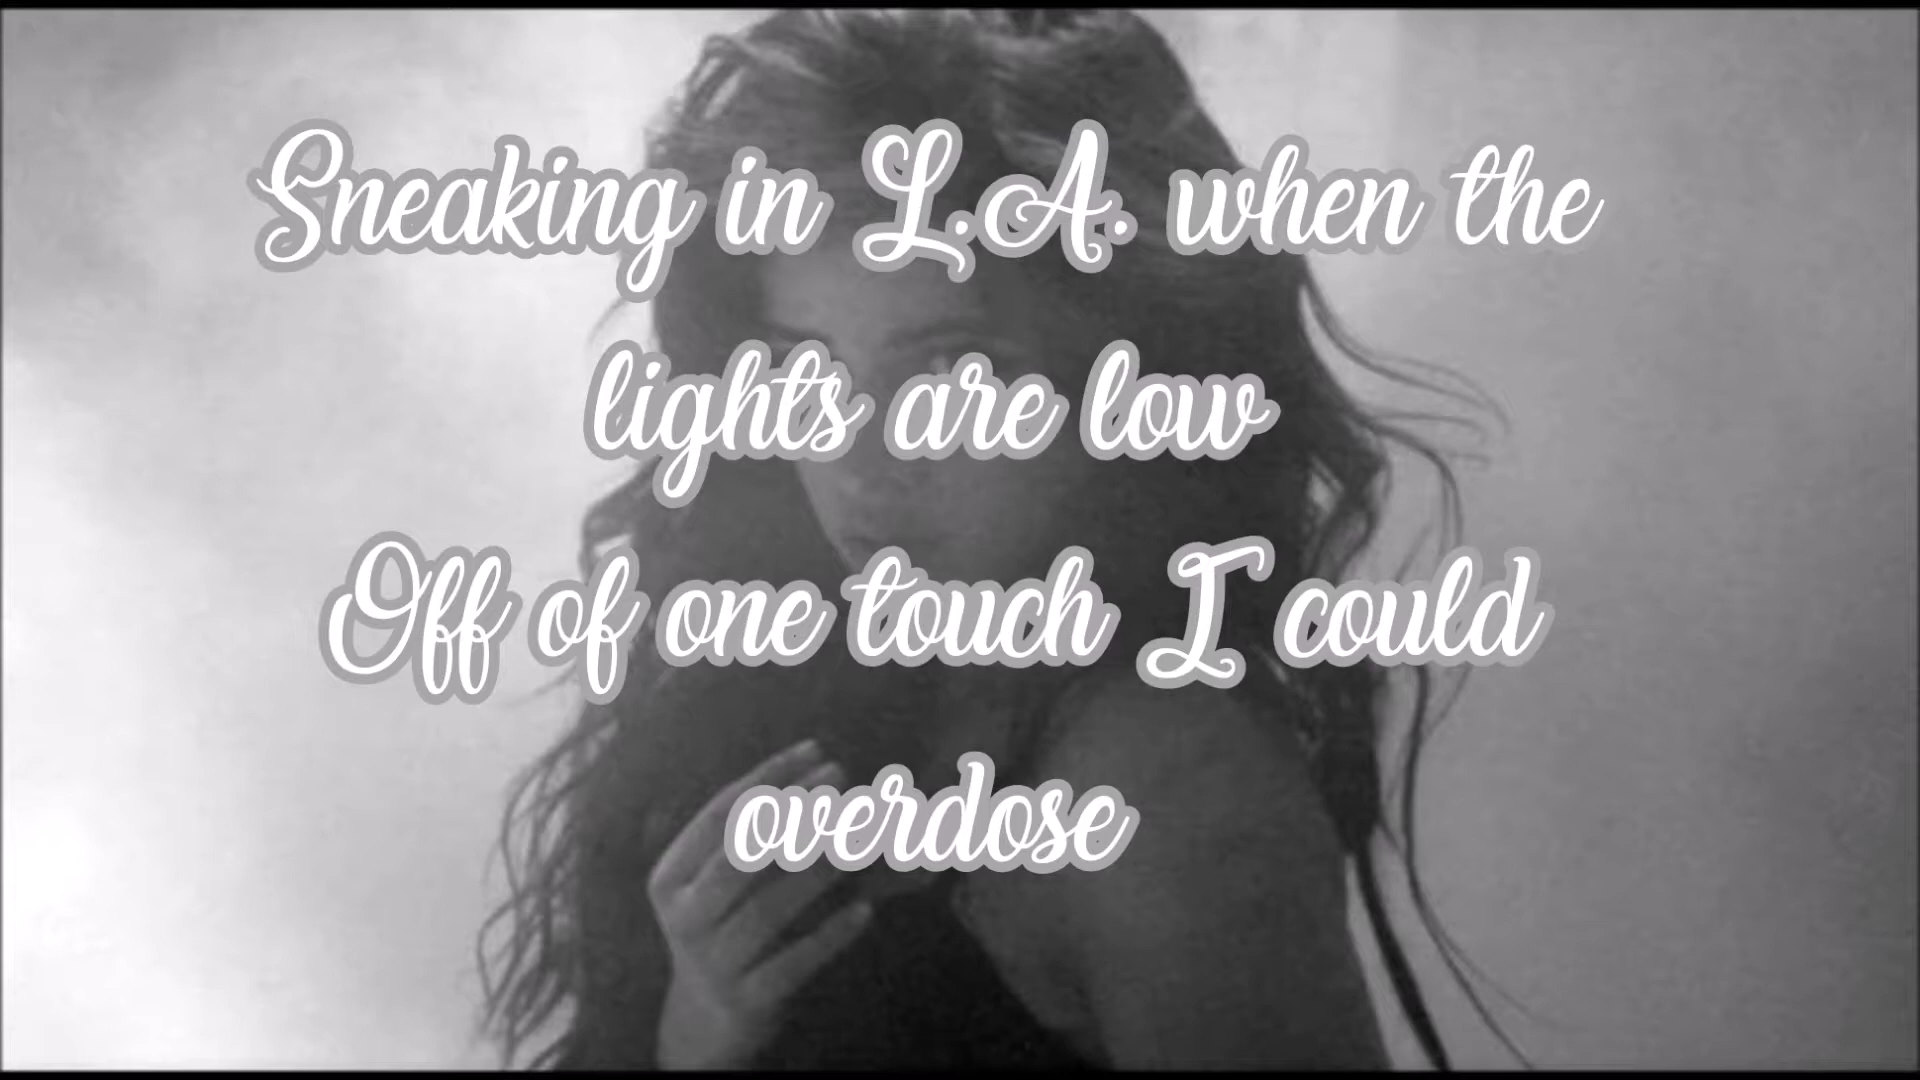 Sneaking in L.A. when the
lights are low
Off of one touch I could
overdose